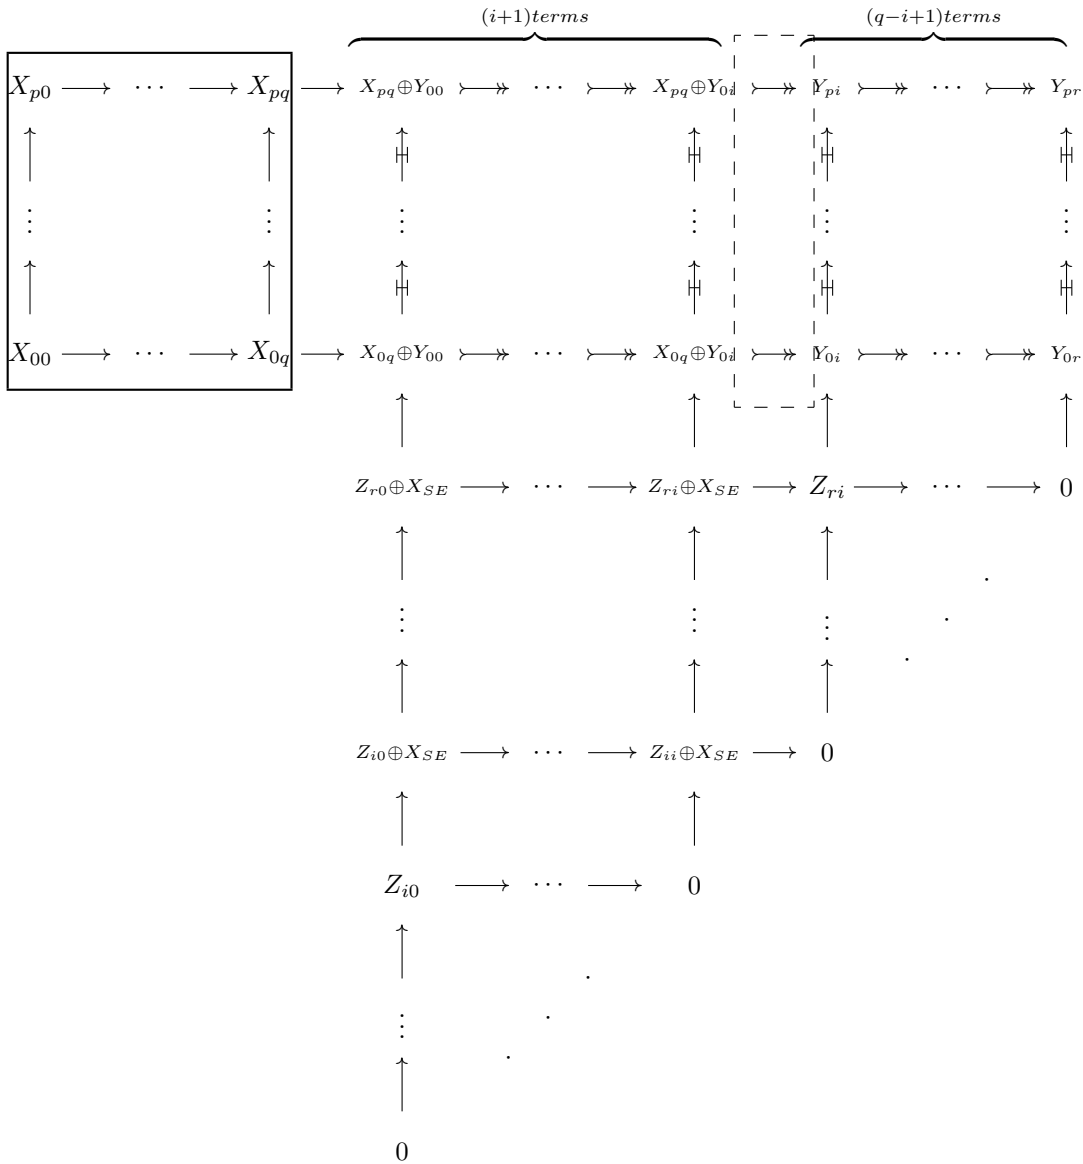 (i+1)terms (q−i+1)terms
X_{p0} ⋯ X_{pq} X_{pq}⊕Y_{00} ⋯ X_{pq}⊕Y_{0i} Y_{pi} ⋯ Y_{pr}
⋮ ⋮ ⋮ ⋮ ⋮ ⋮
X_{00} ⋯ X_{0q} X_{0q}⊕Y_{00} ⋯ X_{0q}⊕Y_{0i} Y_{0i} ⋯ Y_{0r}
Z_{r0}⊕X_{SE} ⋯ Z_{ri}⊕X_{SE} Z_{ri} ⋯ 0
⋮ ⋮ ⋮
Z_{i0}⊕X_{SE} ⋯ Z_{ii}⊕X_{SE} 0
Z_{i0} ⋯ 0
⋮
0